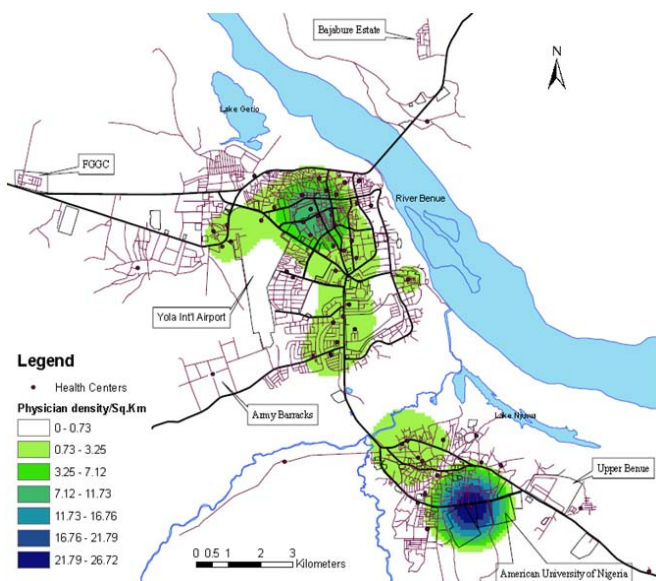 Bajabure Estate
N
Lake Gerio
FGGC
River Benue
Yola Int'l Airport
Legend
Health Centers
Physician density/Sq.Km
0 - 0.73
0.73 - 3.25
3.25 - 7.12
7.12 - 11.73
11.73 - 16.76
16.76 - 21.79
21.79 - 26.72
Army Barracks
Lake Njuwa
Upper Benue
0 0.5 1 2 3
Kilometers
American University of Nigeria